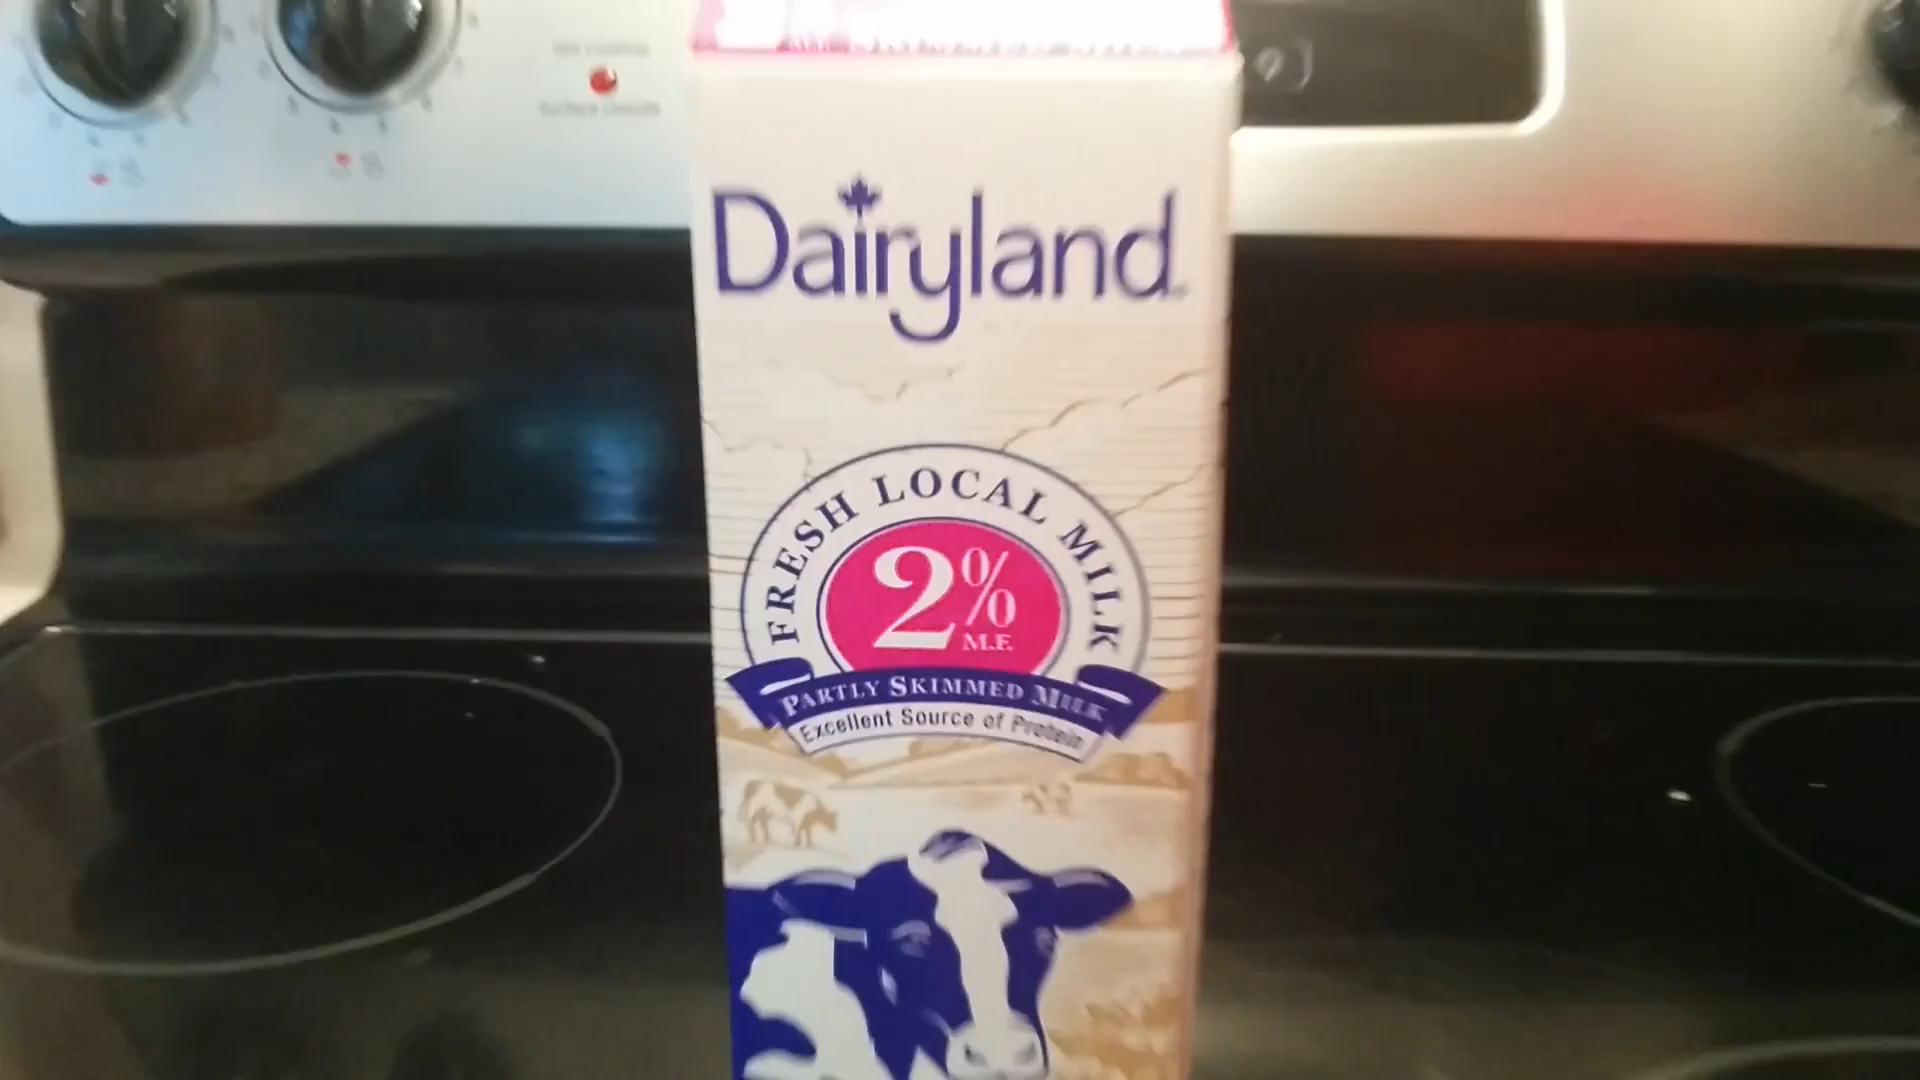 Dairyland
FRESH LOCAL MILK
2%
M.F.
PARTLY SKIMMED MILK
Excellent Source of Protein